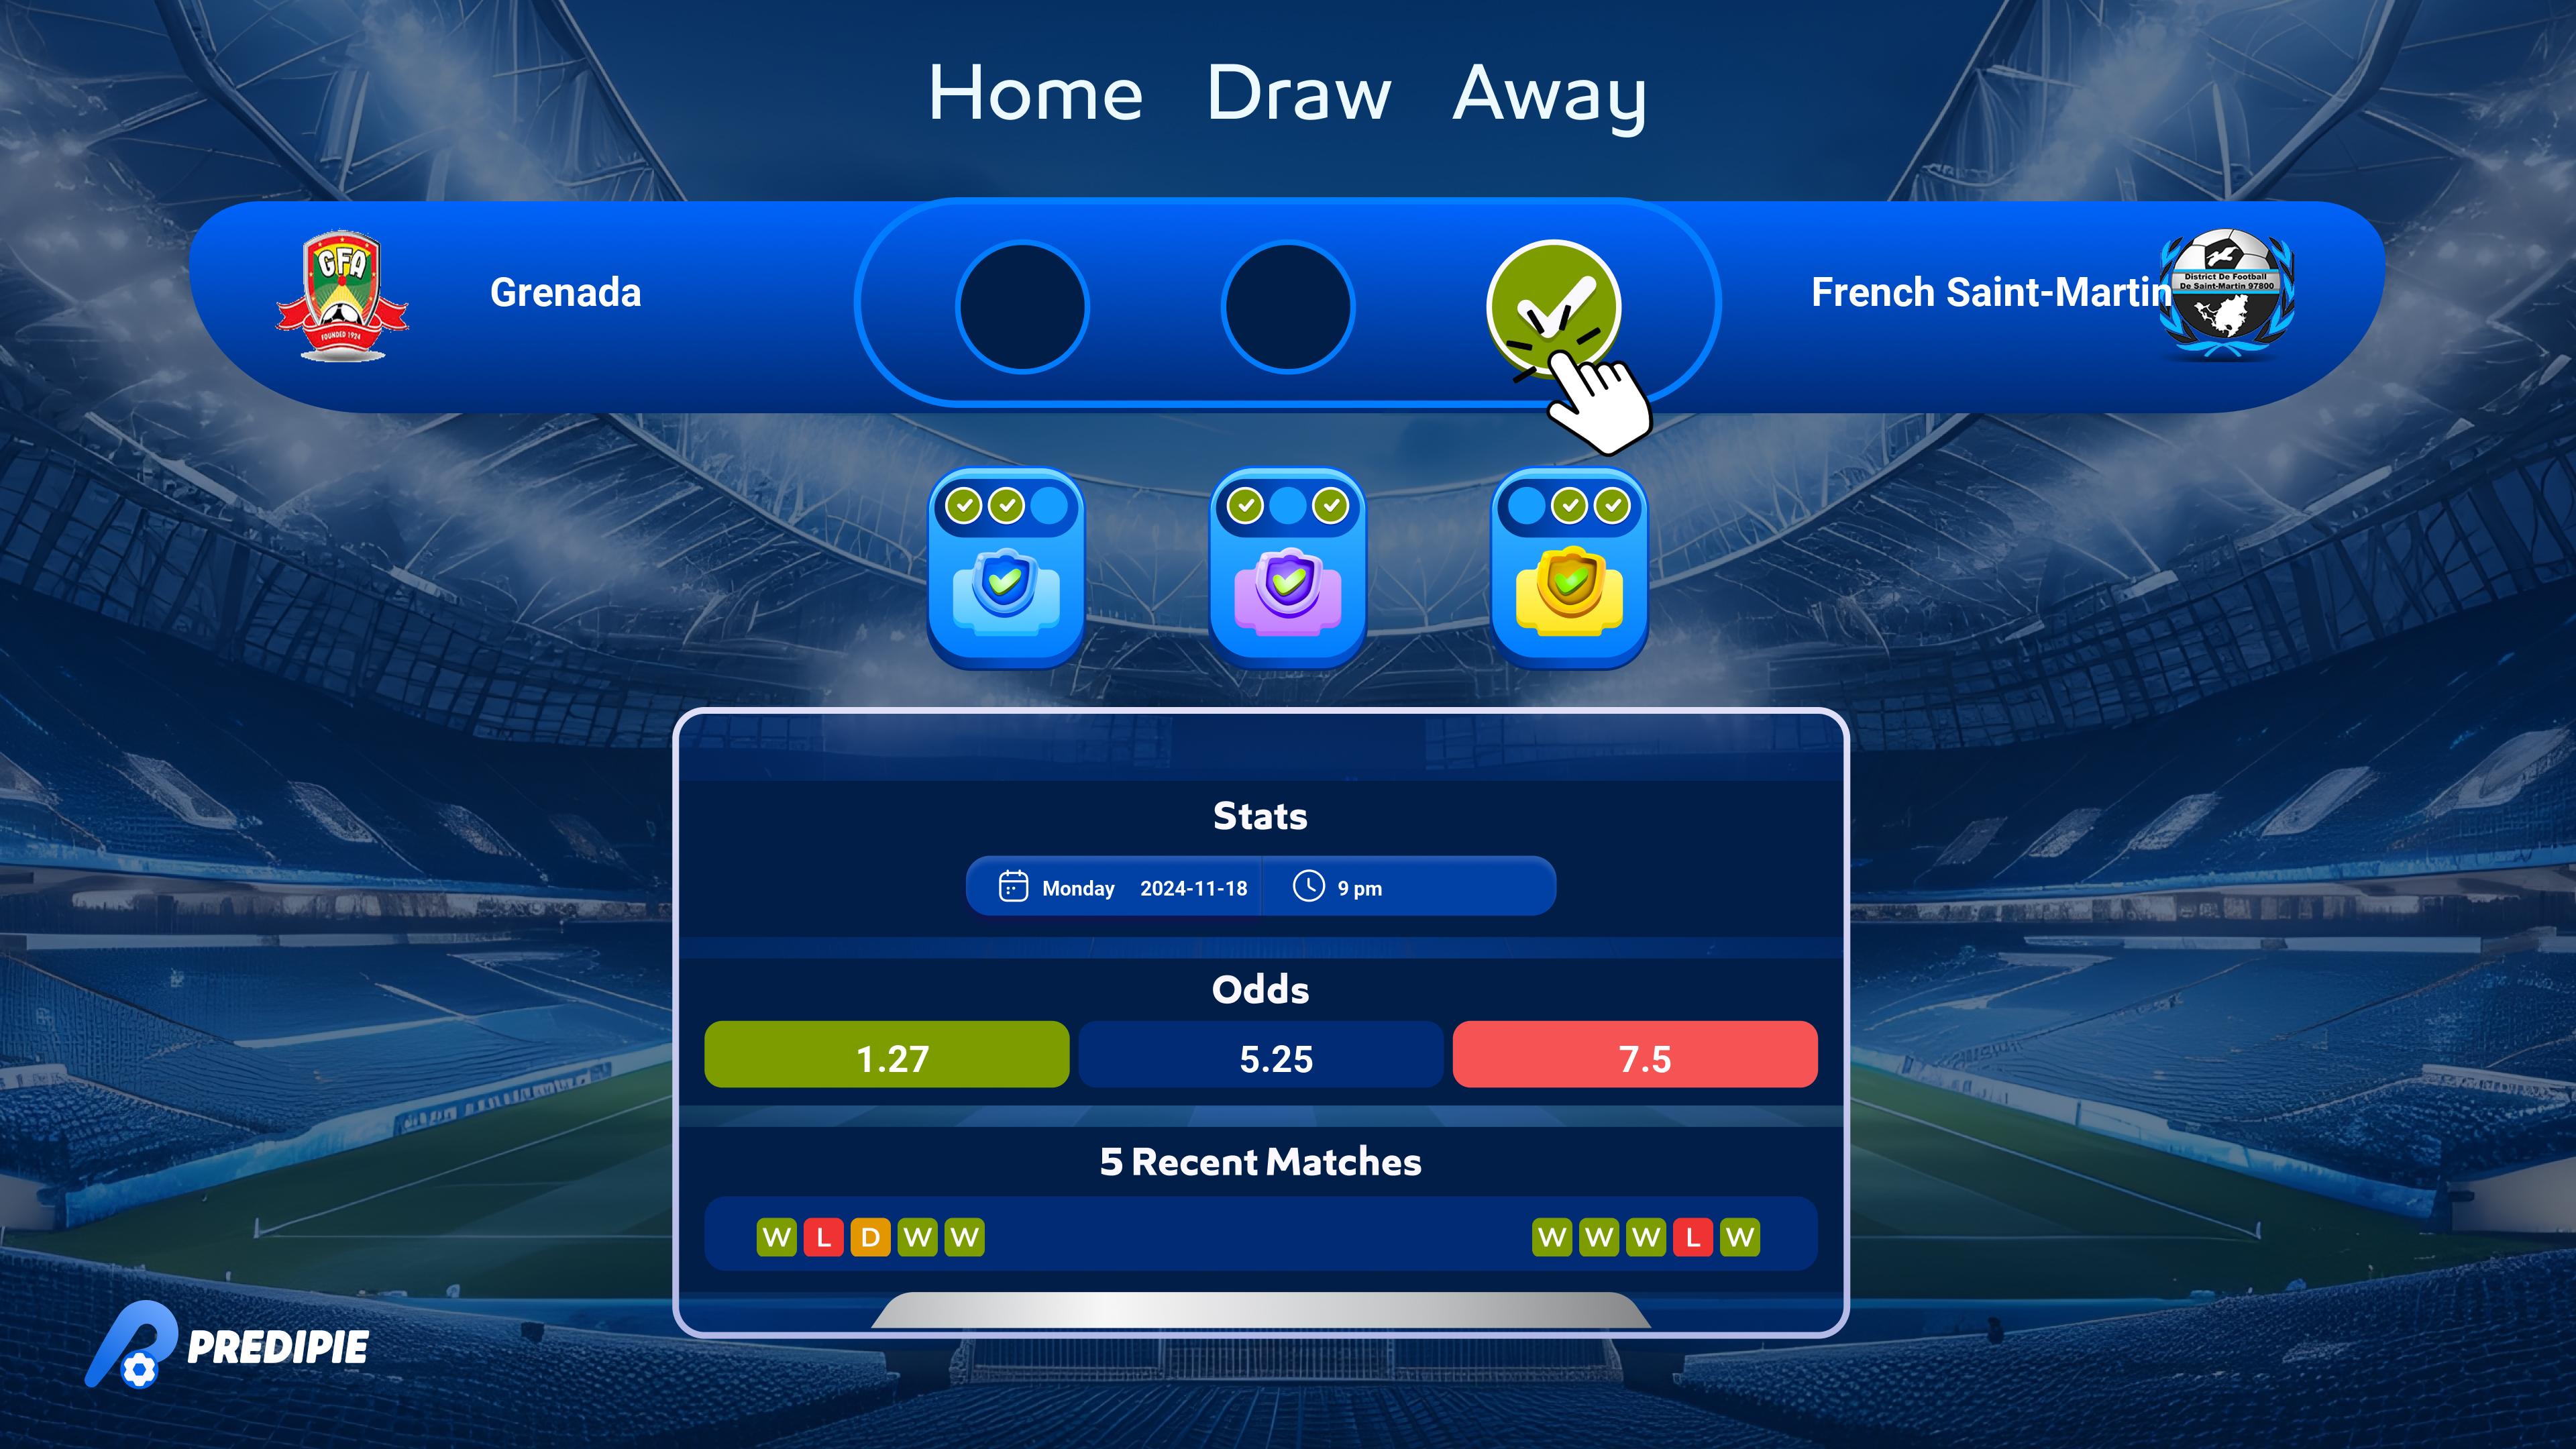 Home Draw Away
GFA
FOUNDED 1924
Grenada
French Saint-Martin
District De Football
De Saint-Martin 97800
Stats
Monday 2024-11-18 9 pm
Odds
1.27 5.25 7.5
5 Recent Matches
W L D W W W W W L W
PREDIPIE